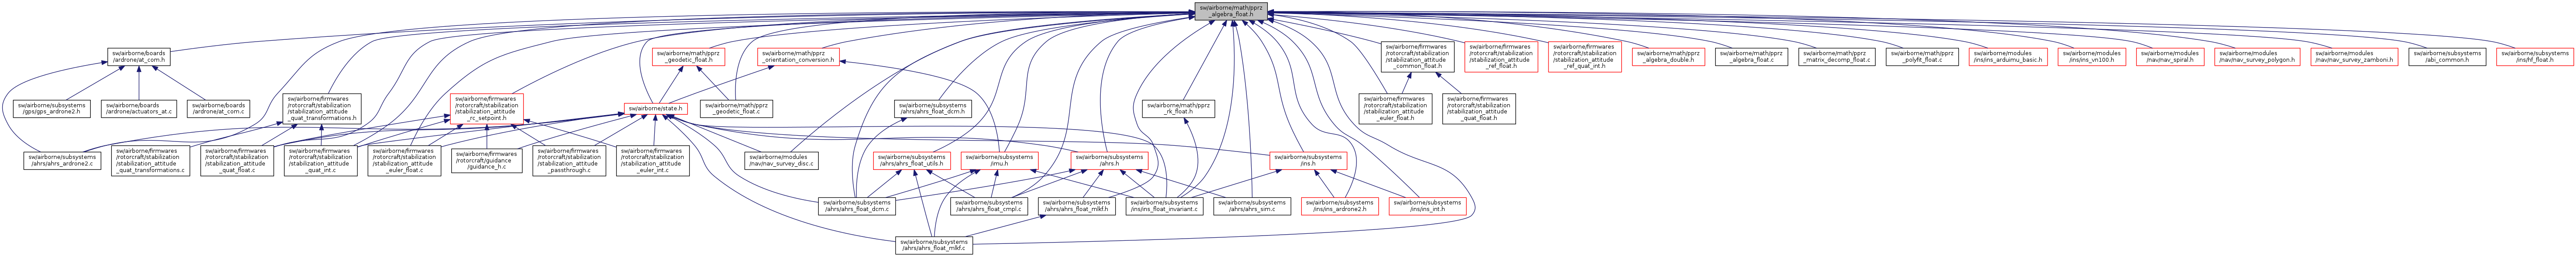 sw/airborne/math/pprz
_algebra_float.h
sw/airborne/boards
/ardrone/at_com.h
sw/airborne/math/pprz
_geodetic_float.h
sw/airborne/math/pprz
_orientation_conversion.h
sw/airborne/firmwares
/rotorcraft/stabilization
/stabilization_attitude
_common_float.h
sw/airborne/firmwares
/rotorcraft/stabilization
/stabilization_attitude
_ref_float.h
sw/airborne/firmwares
/rotorcraft/stabilization
/stabilization_attitude
_ref_quat_int.h
sw/airborne/math/pprz
_algebra_double.h
sw/airborne/math/pprz
_algebra_float.c
sw/airborne/math/pprz
_matrix_decomp_float.c
sw/airborne/math/pprz
_polyfit_float.c
sw/airborne/modules
/ins/ins_arduimu_basic.h
sw/airborne/modules
/ins/ins_vn100.h
sw/airborne/modules
/nav/nav_spiral.h
sw/airborne/modules
/nav/nav_survey_polygon.h
sw/airborne/modules
/nav/nav_survey_zamboni.h
sw/airborne/subsystems
/abi_common.h
sw/airborne/subsystems
/ins/hf_float.h
sw/airborne/subsystems
/gps/gps_ardrone2.h
sw/airborne/boards
/ardrone/actuators_at.c
sw/airborne/boards
/ardrone/at_com.c
sw/airborne/firmwares
/rotorcraft/stabilization
/stabilization_attitude
_quat_transformations.h
sw/airborne/firmwares
/rotorcraft/stabilization
/stabilization_attitude
_rc_setpoint.h
sw/airborne/state.h
sw/airborne/math/pprz
_geodetic_float.c
sw/airborne/subsystems
/ahrs/ahrs_float_dcm.h
sw/airborne/math/pprz
_rk_float.h
sw/airborne/firmwares
/rotorcraft/stabilization
/stabilization_attitude
_euler_float.h
sw/airborne/firmwares
/rotorcraft/stabilization
/stabilization_attitude
_quat_float.h
sw/airborne/subsystems
/ahrs/ahrs_ardrone2.c
sw/airborne/firmwares
/rotorcraft/stabilization
/stabilization_attitude
_quat_transformations.c
sw/airborne/firmwares
/rotorcraft/stabilization
/stabilization_attitude
_quat_float.c
sw/airborne/firmwares
/rotorcraft/stabilization
/stabilization_attitude
_quat_int.c
sw/airborne/firmwares
/rotorcraft/stabilization
/stabilization_attitude
_euler_float.c
sw/airborne/firmwares
/rotorcraft/guidance
/guidance_h.c
sw/airborne/firmwares
/rotorcraft/stabilization
/stabilization_attitude
_passthrough.c
sw/airborne/firmwares
/rotorcraft/stabilization
/stabilization_attitude
_euler_int.c
sw/airborne/modules
/nav/nav_survey_disc.c
sw/airborne/subsystems
/ahrs/ahrs_float_utils.h
sw/airborne/subsystems
/imu.h
sw/airborne/subsystems
/ahrs.h
sw/airborne/subsystems
/ins.h
sw/airborne/subsystems
/ahrs/ahrs_float_dcm.c
sw/airborne/subsystems
/ahrs/ahrs_float_cmpl.c
sw/airborne/subsystems
/ahrs/ahrs_float_mlkf.h
sw/airborne/subsystems
/ins/ins_float_invariant.c
sw/airborne/subsystems
/ahrs/ahrs_sim.c
sw/airborne/subsystems
/ins/ins_ardrone2.h
sw/airborne/subsystems
/ins/ins_int.h
sw/airborne/subsystems
/ahrs/ahrs_float_mlkf.c